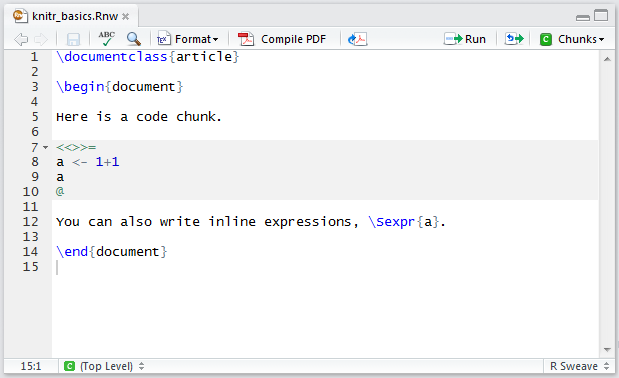 knitr_basics.Rnw
ABC Format Compile PDF Run C Chunks
1 \documentclass{article}
2
3 \begin{document}
4
5 Here is a code chunk.
6
7 <<>>=
8 a <- 1+1
9 a
10 @
11
12 You can also write inline expressions, \Sexpr{a}.
13
14 \end{document}
15
15:1 C (Top Level) R Sweave